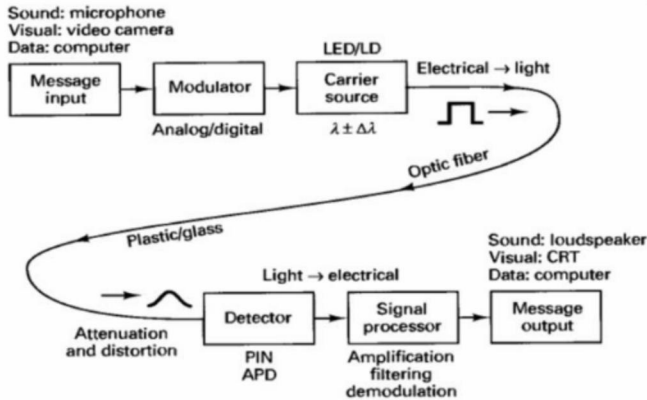 Sound: microphone
Visual: video camera
Data: computer
Message
input
Modulator
Analog/digital
LED/LD
Carrier
source
λ ± Δλ
Electrical → light
Optic fiber
Plastic/glass
Attenuation
and distortion
Light → electrical
Detector
PIN
APD
Signal
processor
Amplification
filtering
demodulation
Sound: loudspeaker
Visual: CRT
Data: computer
Message
output